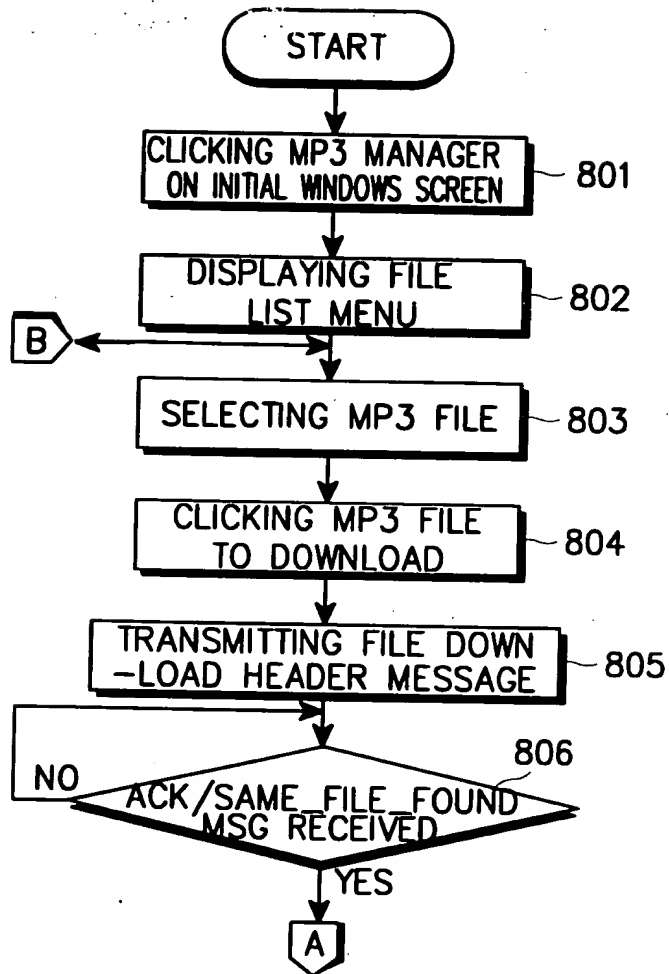 START
CLICKING MP3 MANAGER
ON INITIAL WINDOWS SCREEN
801
DISPLAYING FILE
LIST MENU
802
B
SELECTING MP3 FILE
803
CLICKING MP3 FILE
TO DOWNLOAD
804
TRANSMITTING FILE DOWN
-LOAD HEADER MESSAGE
805
806
NO
ACK/SAME_FILE_FOUND
MSG RECEIVED
YES
A